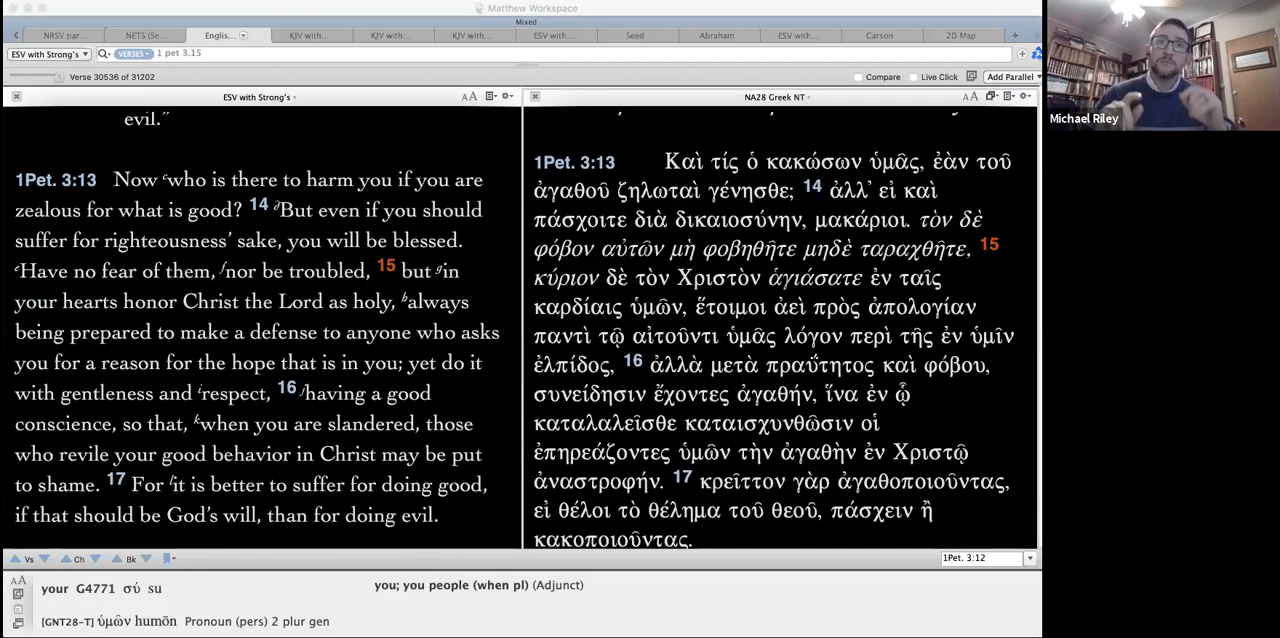 Matthew Workspace
Mixed
NRSV par... NETS (Se... Englis... KJV with... KJV with... KJV with... ESV with... Seed Abraham ESV with... Carson 2D Map +
ESV with Strong's VERSES 1 pet 3.15
Verse 30536 of 31202 Compare Live Click Add Parallel
ESV with Strong's
evil.”
1Pet. 3:13 Now cwho is there to harm you if you are
zealous for what is good? 14 But even if you should
suffer for righteousness’ sake, you will be blessed.
eHave no fear of them, fnor be troubled, 15 but gin
your hearts honor Christ the Lord as holy, halways
being prepared to make a defense to anyone who asks
you for a reason for the hope that is in you; yet do it
with gentleness and irespect, 16 jhaving a good
conscience, so that, kwhen you are slandered, those
who revile your good behavior in Christ may be put
to shame. 17 For lit is better to suffer for doing good,
if that should be God’s will, than for doing evil.
NA28 Greek NT
1Pet. 3:13 Καὶ τίς ὁ κακώσων ὑμᾶς, ἐὰν τοῦ
ἀγαθοῦ ζηλωταὶ γένησθε; 14 ἀλλ’ εἰ καὶ
πάσχοιτε διὰ δικαιοσύνην, μακάριοι. τὸν δὲ
φόβον αὐτῶν μὴ φοβηθῆτε μηδὲ ταραχθῆτε, 15
κύριον δὲ τὸν Χριστὸν ἁγιάσατε ἐν ταῖς
καρδίαις ὑμῶν, ἕτοιμοι ἀεὶ πρὸς ἀπολογίαν
παντὶ τῷ αἰτοῦντι ὑμᾶς λόγον περὶ τῆς ἐν ὑμῖν
ἐλπίδος, 16 ἀλλὰ μετὰ πραΰτητος καὶ φόβου,
συνείδησιν ἔχοντες ἀγαθήν, ἵνα ἐν ᾧ
καταλαλεῖσθε καταισχυνθῶσιν οἱ
ἐπηρεάζοντες ὑμῶν τὴν ἀγαθὴν ἐν Χριστῷ
ἀναστροφήν. 17 κρεῖττον γὰρ ἀγαθοποιοῦντας,
εἰ θέλοι τὸ θέλημα τοῦ θεοῦ, πάσχειν ἢ
κακοποιοῦντας.
Vs Ch Bk 1Pet. 3:12
your G4771 σύ su you; you people (when pl) (Adjunct)
[GNT28-T] ὑμῶν humōn Pronoun (pers) 2 plur gen
Michael Riley